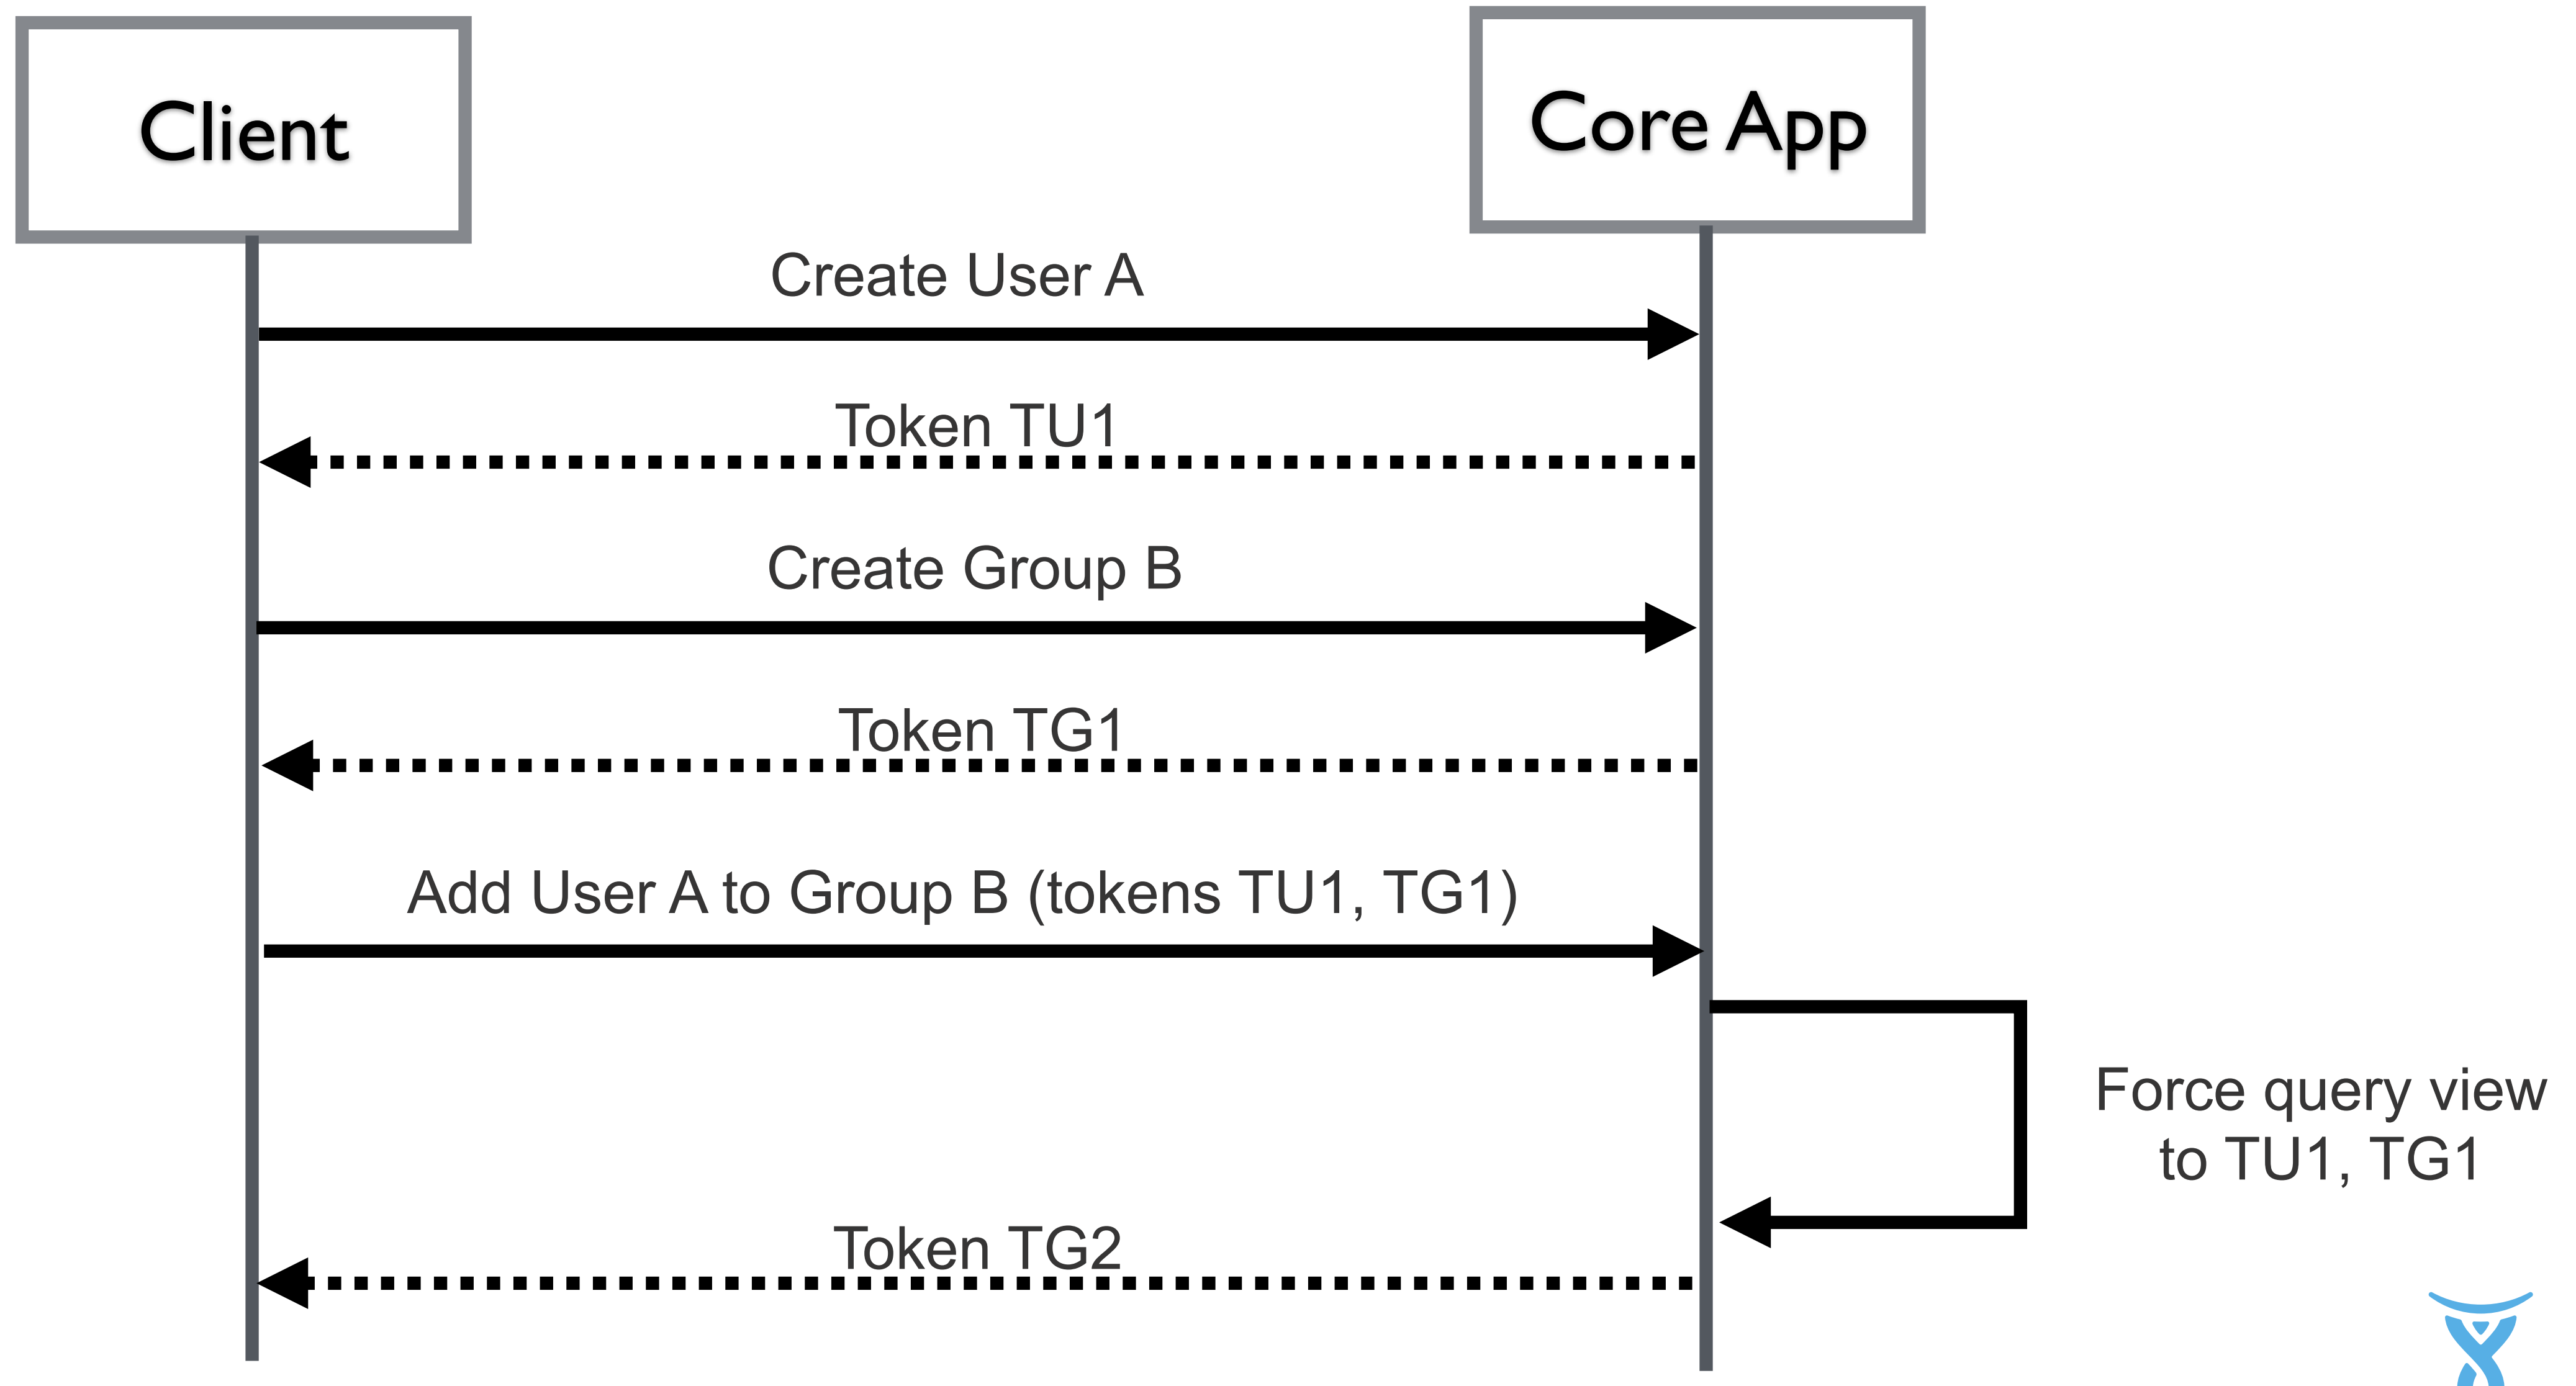 Client
Core App
Create User A
Token TU1
Create Group B
Token TG1
Add User A to Group B (tokens TU1, TG1)
Force query view
to TU1, TG1
Token TG2